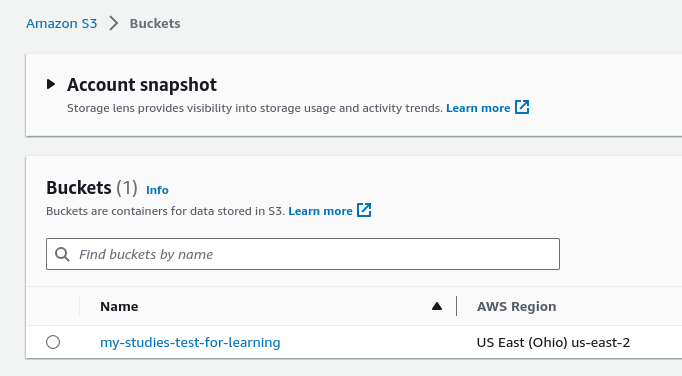 Amazon S3 > Buckets
Account snapshot
Storage lens provides visibility into storage usage and activity trends. Learn more
Buckets (1) Info
Buckets are containers for data stored in S3. Learn more
Find buckets by name
Name AWS Region
my-studies-test-for-learning US East (Ohio) us-east-2